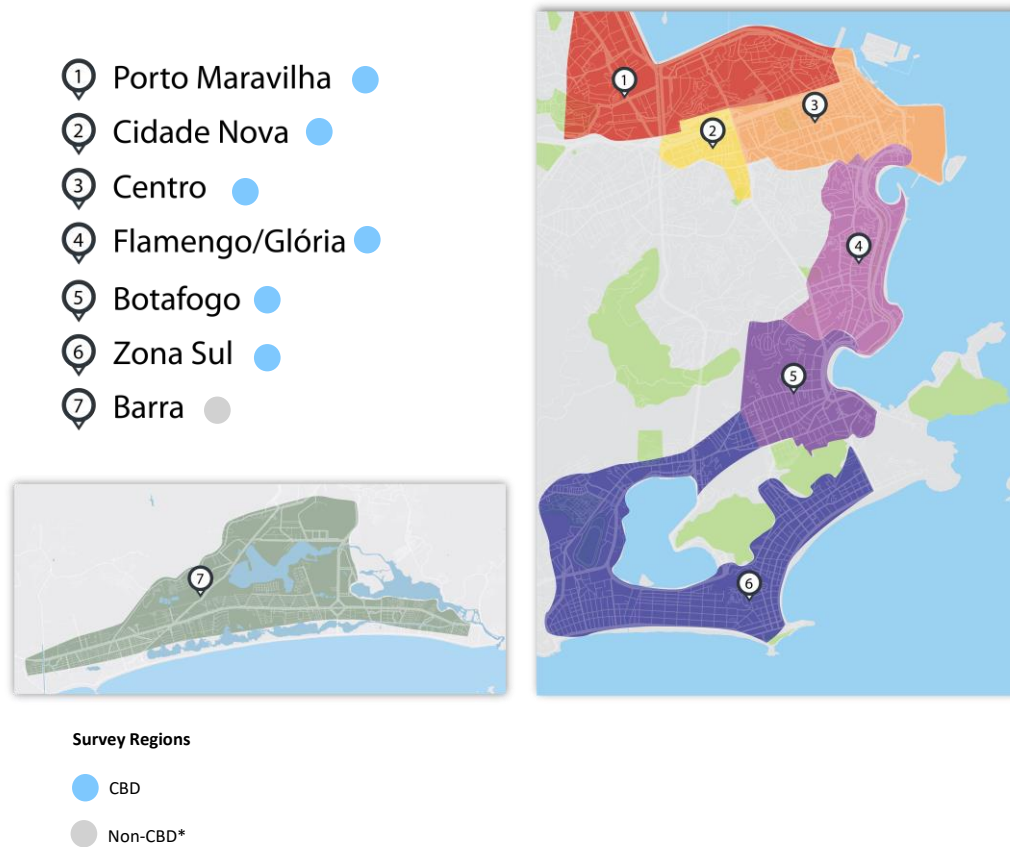 1 Porto Maravilha
2 Cidade Nova
3 Centro
4 Flamengo/Glória
5 Botafogo
6 Zona Sul
7 Barra
1
2
3
4
5
6
7
Survey Regions
CBD
Non-CBD*